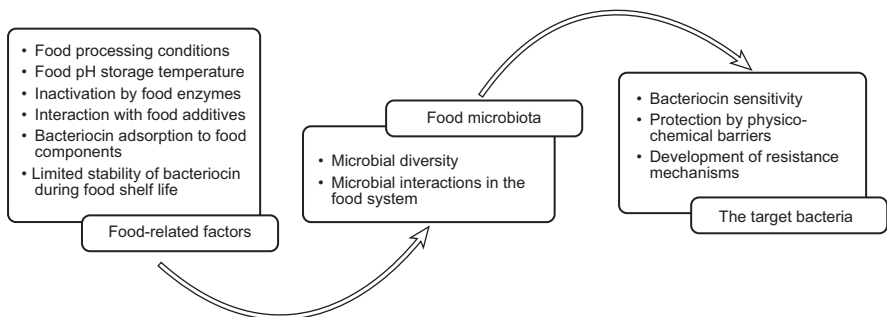 • Food processing conditions
• Food pH storage temperature
• Inactivation by food enzymes
• Interaction with food additives
• Bacteriocin adsorption to food
components
• Limited stability of bacteriocin
during food shelf life
Food-related factors
Food microbiota
• Microbial diversity
• Microbial interactions in the
food system
• Bacteriocin sensitivity
• Protection by physico-
chemical barriers
• Development of resistance
mechanisms
The target bacteria